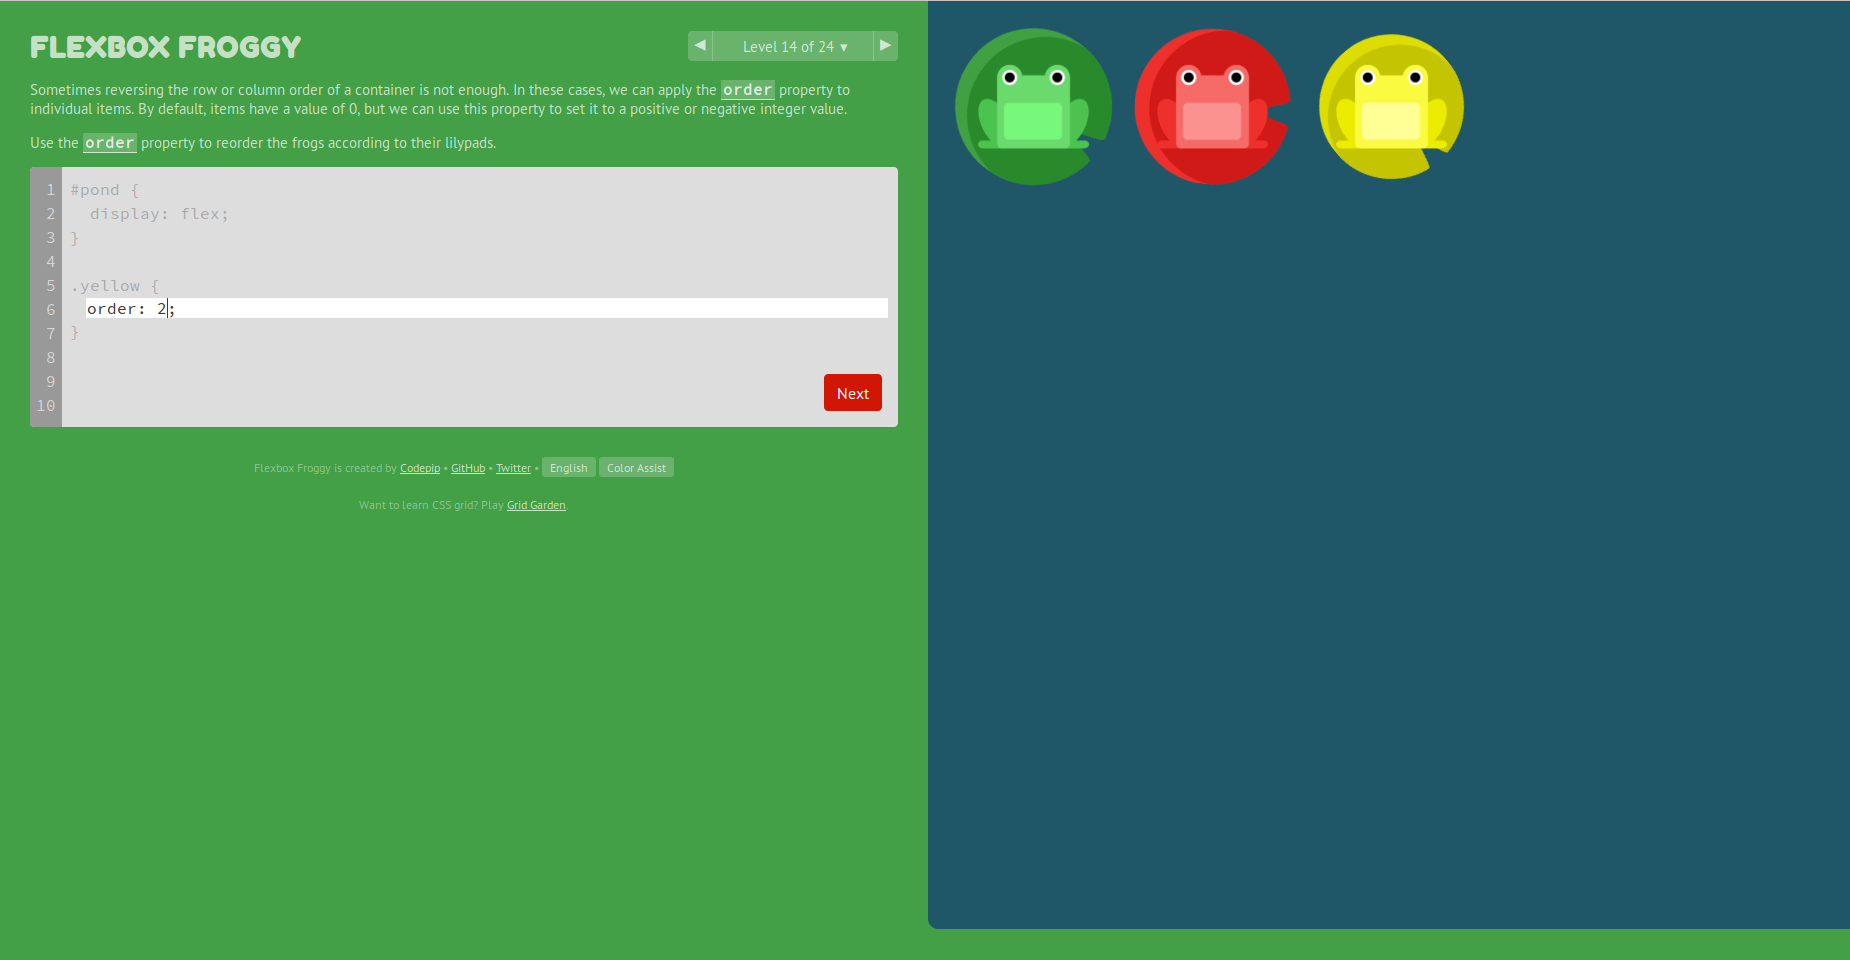 FLEXBOX FROGGY
◀ Level 14 of 24 ▼ ▶
Sometimes reversing the row or column order of a container is not enough. In these cases, we can apply the order property to
individual items. By default, items have a value of 0, but we can use this property to set it to a positive or negative integer value.
Use the order property to reorder the frogs according to their lilypads.
1 #pond {
2   display: flex;
3 }
4
5 .yellow {
6   order: 2;
7 }
8
9
10
Next
Flexbox Froggy is created by Codepip • GitHub • Twitter • English Color Assist
Want to learn CSS grid? Play Grid Garden.